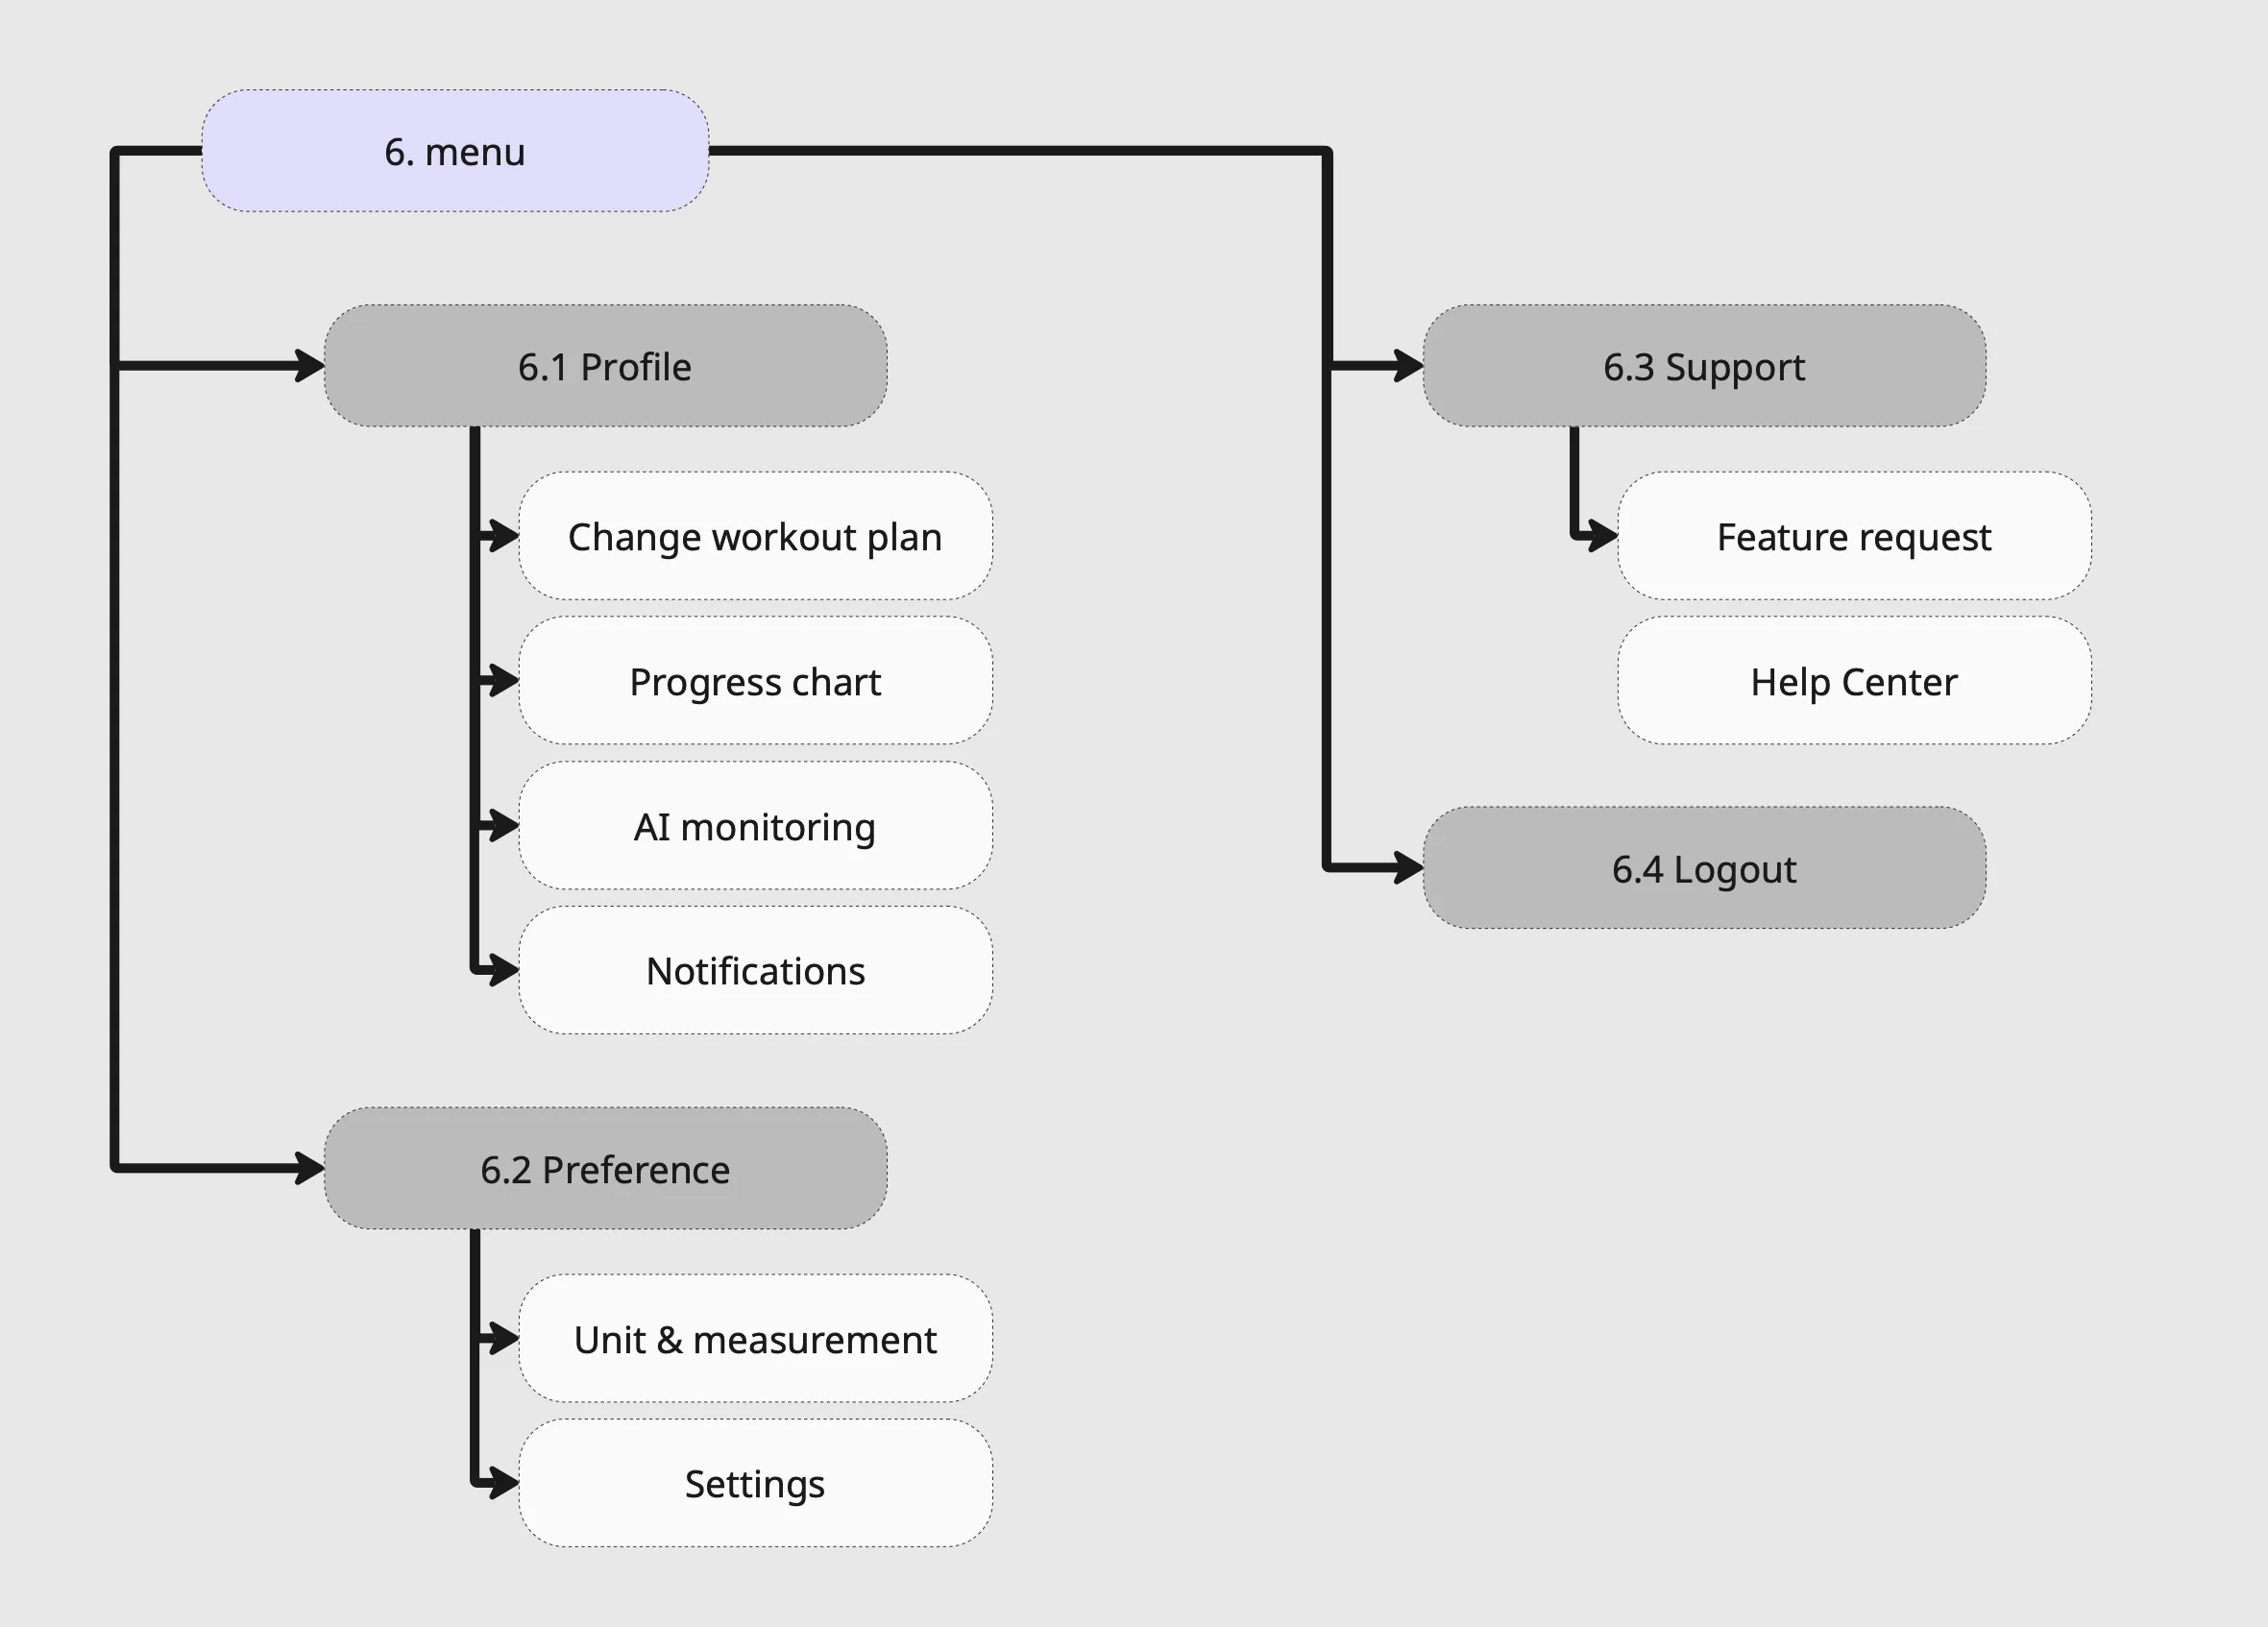 6. menu
6.1 Profile
Change workout plan
Progress chart
AI monitoring
Notifications
6.2 Preference
Unit & measurement
Settings
6.3 Support
Feature request
Help Center
6.4 Logout